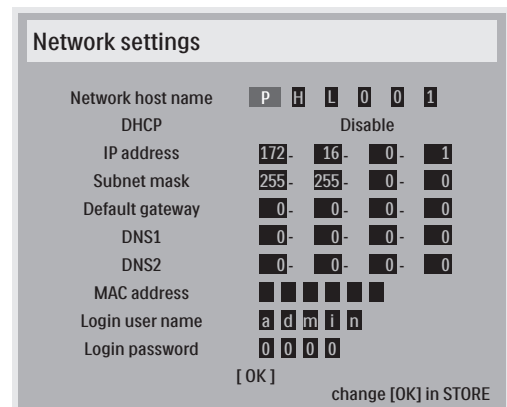 Network settings
Network host name P H L 0 0 1
DHCP Disable
IP address 172- 16- 0- 1
Subnet mask 255- 255- 0- 0
Default gateway 0- 0- 0- 0
DNS1 0- 0- 0- 0
DNS2 0- 0- 0- 0
MAC address
Login user name a d m i n
Login password 0 0 0 0
[ OK ]
change [OK] in STORE